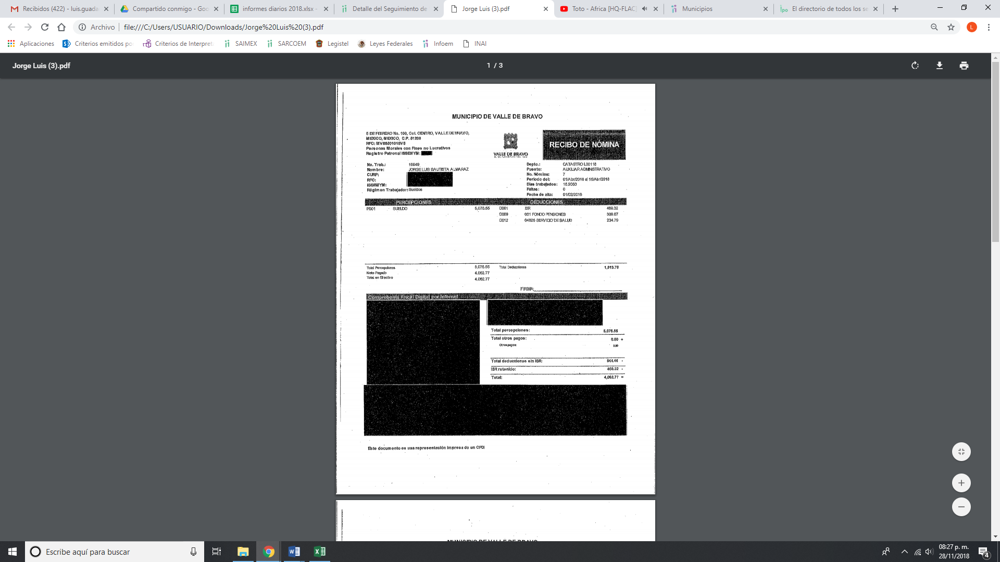 Recibidos (422) - luis.guada
Compartido conmigo - Goo
informes diarios 2018.xlsx -
Detalle del Seguimiento de
Jorge Luis (3).pdf
Toto - Africa [HQ-FLAC]
Municipios
El directorio de todos los se
Archivo
file:///C:/Users/USUARIO/Downloads/Jorge%20Luis%20(3).pdf
Aplicaciones
Criterios emitidos po
Criterios de Interpret
SAIMEX
SARCOEM
Legistel
Leyes Federales
Infoem
INAI
Jorge Luis (3).pdf
1 / 3
MUNICIPIO DE VALLE DE BRAVO
5 DE FEBRERO No. 100, Col. CENTRO, VALLE DE BRAVO,
MEXICO, MEXICO, C.P. 51200
RFC:
Personas Morales con Fines no Lucrativos
Registro Patronal ISSEMYM:
VALLE DE BRAVO
RECIBO DE NÓMINA
No. Trab.: 16649
Nombre: JORGE LUIS BAUTISTA ALMARAZ
CURP:
RFC:
ISSEMYM:
Régimen Trabajador: Sueldos
Depto.: CATASTRO L00118
Puesto: AUXILIAR ADMINISTRATIVO
No. Nómina: 7
Periodo del: 01/Abr/2018 al 15/Abr/2018
Días trabajados: 15.2083
Faltas: 0
Fecha de alta: 01/02/2016
PERCEPCIONES DEDUCCIONES
P001 SUELDO 5,076.55 D001 ISR 469.32
D009 031 FONDO PENSIONES 309.67
D012 04625 SERVICIO DE SALUD 234.79
Total Percepciones 5,076.55 Total Deducciones 1,013.78
Neto Pagado 4,062.77
Total en Efectivo 4,062.77
FIRMA:
Comprobante Fiscal Digital por Internet
Total percepciones: 5,076.55
Total otros pagos: 0.00 +
Otros pagos: 0.00
Total deducciones sin ISR: 544.46 -
ISR retenido: 469.32 -
Total: 4,062.77 =
Este documento es una representación impresa de un CFDI
MUNICIPIO DE VALLE DE BRAVO
Escribe aquí para buscar
08:27 p. m.
28/11/2018
4